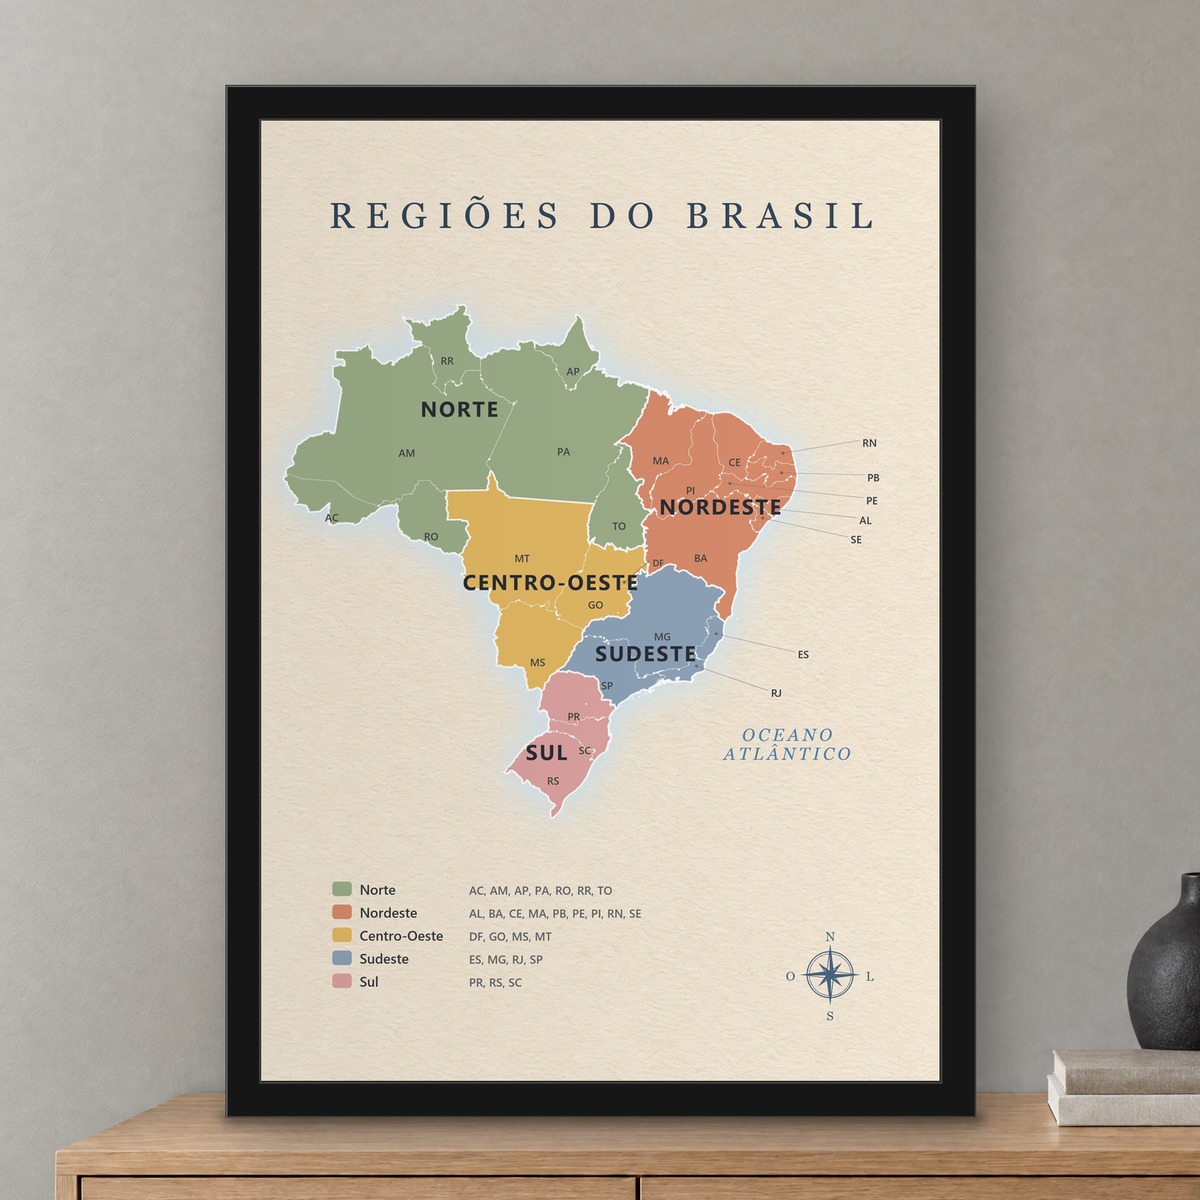 REGIÕES DO BRASIL
RR
AP
NORTE
AM
PA
AC
RO
TO
MA
CE
PI
NORDESTE
BA
RN
PB
PE
AL
SE
MT
DF
CENTRO-OESTE
GO
MS
MG
SUDESTE
SP
ES
RJ
PR
SUL
SC
RS
OCEANO
ATLÂNTICO
Norte AC, AM, AP, PA, RO, RR, TO
Nordeste AL, BA, CE, MA, PB, PE, PI, RN, SE
Centro-Oeste DF, GO, MS, MT
Sudeste ES, MG, RJ, SP
Sul PR, RS, SC
N
O L
S